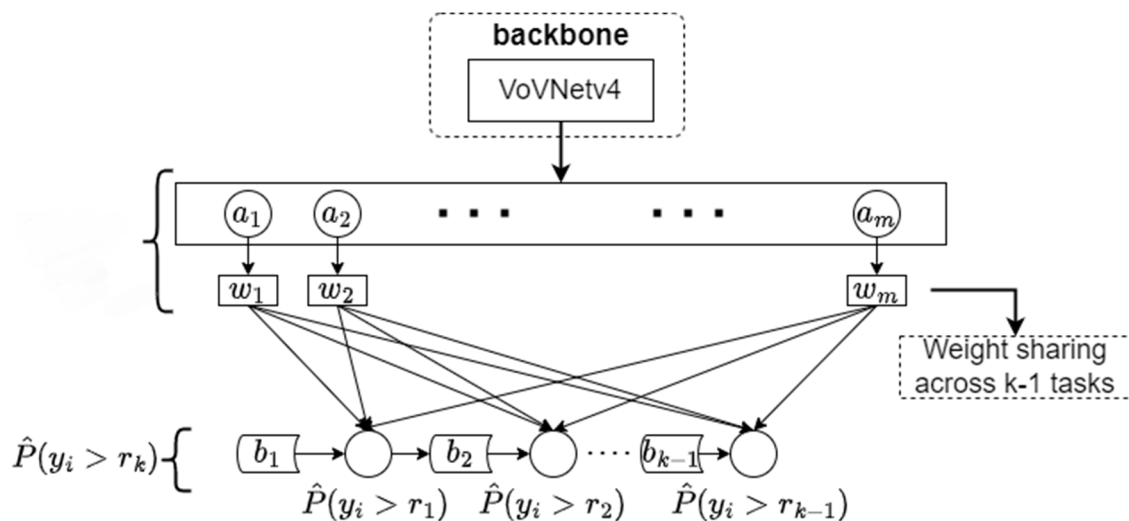 backbone
VoVNetv4
a₁ a₂ ... ... aₘ
w₁ w₂ wₘ
Weight sharing
across k-1 tasks
P̂(yᵢ > rₖ) b₁ b₂ .... bₖ₋₁
P̂(yᵢ > r₁) P̂(yᵢ > r₂) P̂(yᵢ > rₖ₋₁)